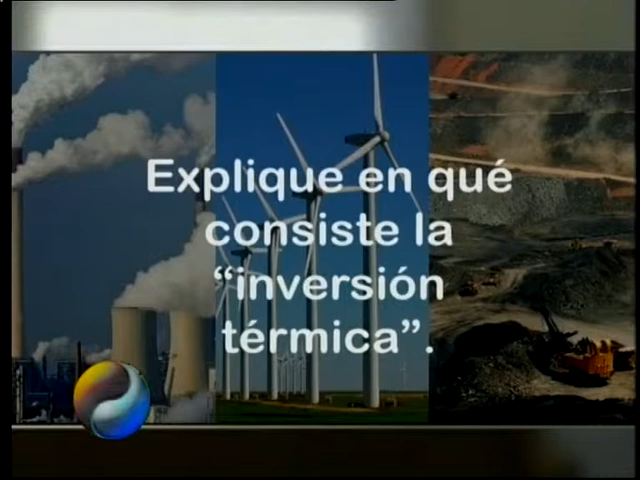 Explique en qué
consiste la
“inversión
térmica”.